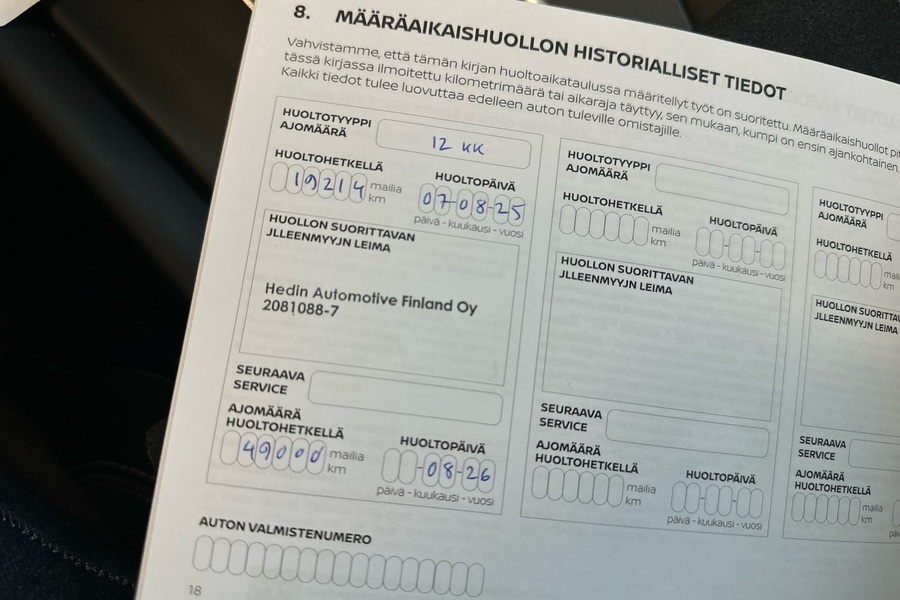 8. MÄÄRÄAIKAISHUOLLON HISTORIALLISET TIEDOT
Vahvistamme, että tämän kirjan huoltoaikataulussa määritellyt työt on suoritettu. Määräaikaishuollot
tässä kirjassa ilmoitettu kilometrimäärä tai aikaraja täyttyy, sen mukaan, kumpi on ensin ajankohtainen.
Kaikki tiedot tulee luovuttaa edelleen auton tuleville omistajille.
HUOLTOTYYPPI
AJOMÄÄRÄ
12 KK
HUOLTOHETKELLÄ
19214 mailia
km
HUOLTOPÄIVÄ
07-08-25
päivä - kuukausi - vuosi
HUOLLON SUORITTAVAN
JLLEENMYYJN LEIMA
Hedin Automotive Finland Oy
2081088-7
SEURAAVA
SERVICE
AJOMÄÄRÄ
HUOLTOHETKELLÄ
49000 mailia
km
HUOLTOPÄIVÄ
-08-26
päivä - kuukausi - vuosi
HUOLTOTYYPPI
AJOMÄÄRÄ
HUOLTOHETKELLÄ
mailia
km
HUOLTOPÄIVÄ
päivä - kuukausi - vuosi
HUOLLON SUORITTAVAN
JLLEENMYYJN LEIMA
SEURAAVA
SERVICE
AJOMÄÄRÄ
HUOLTOHETKELLÄ
mailia
km
HUOLTOPÄIVÄ
päivä - kuukausi - vuosi
HUOLTOTYYPPI
AJOMÄÄRÄ
HUOLTOHETKELLÄ
km
HUOLLON
JLLEENMYYJN LEIMA
SEURAAVA
SERVICE
AJOMÄÄRÄ
HUOLTOHETKELLÄ
mailia
km
AUTON VALMISTENUMERO
18